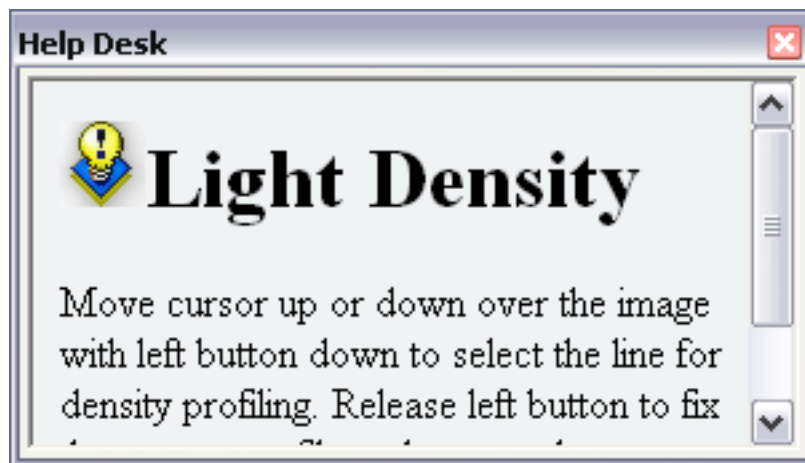 Help Desk
Light Density
Move cursor up or down over the image
with left button down to select the line for
density profiling. Release left button to fix